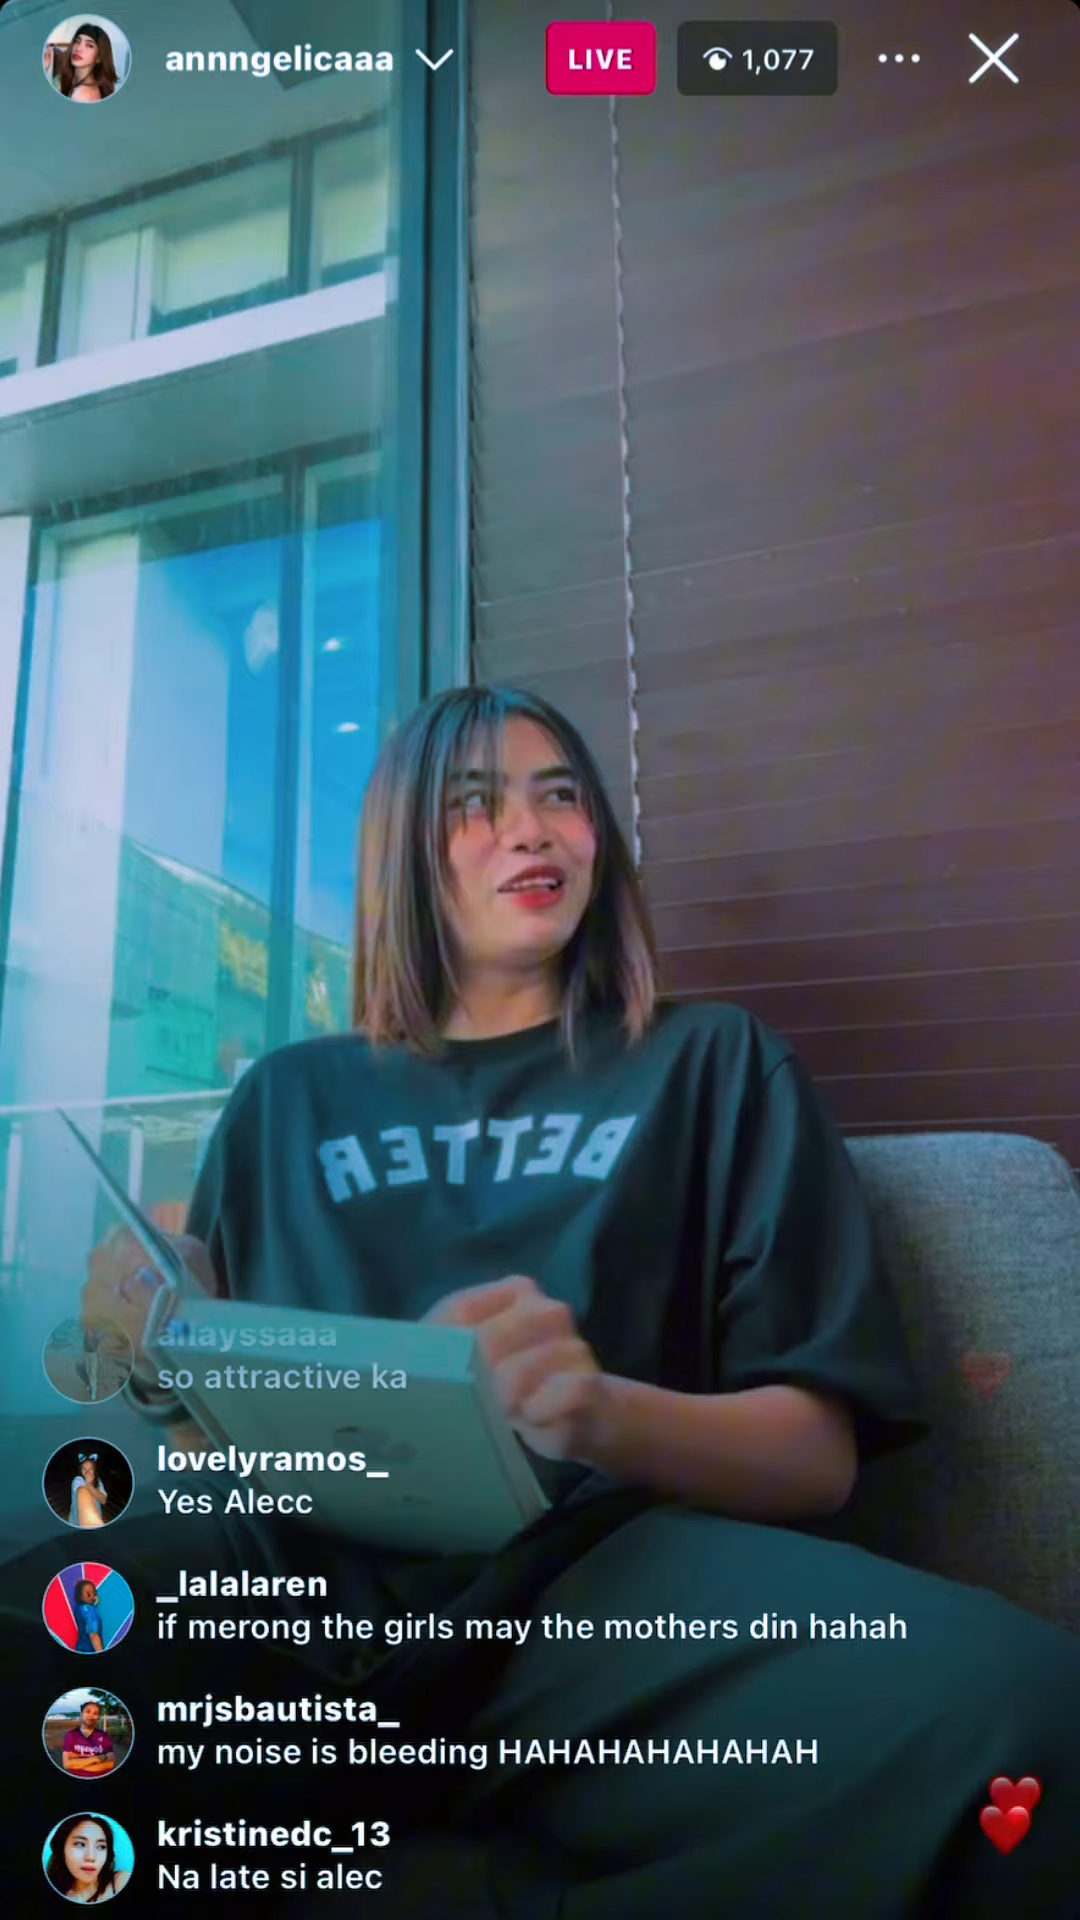 annngelicaaa
LIVE
1,077
BETTER
allayssaaa
so attractive ka
lovelyramos_
Yes Alecc
_lalalaren
if merong the girls may the mothers din hahah
mrjsbautista_
my noise is bleeding HAHAHAHAHAHAH
kristinedc_13
Na late si alec